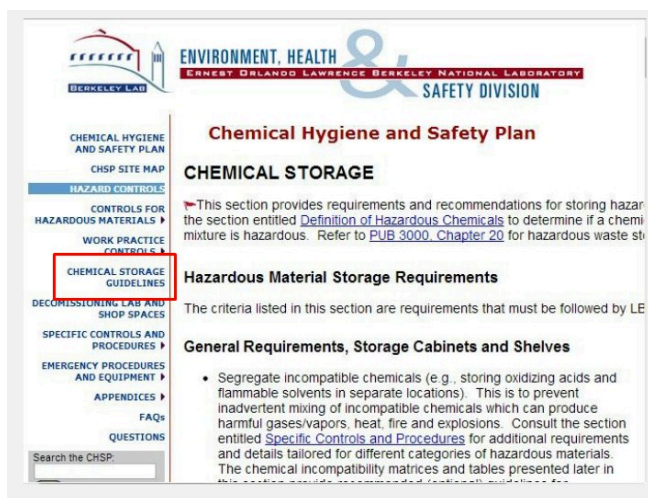 BERKELEY LAB
ENVIRONMENT, HEALTH
&
ERNEST ORLANDO LAWRENCE BERKELEY NATIONAL LABORATORY
SAFETY DIVISION
CHEMICAL HYGIENE
AND SAFETY PLAN
CHSP SITE MAP
HAZARD CONTROLS
CONTROLS FOR
HAZARDOUS MATERIALS
WORK PRACTICE
CONTROLS
CHEMICAL STORAGE
GUIDELINES
DECOMISSIONING LAB AND
SHOP SPACES
SPECIFIC CONTROLS AND
PROCEDURES
EMERGENCY PROCEDURES
AND EQUIPMENT
APPENDICES
FAQs
QUESTIONS
Search the CHSP:
Chemical Hygiene and Safety Plan
CHEMICAL STORAGE
This section provides requirements and recommendations for storing hazar
the section entitled Definition of Hazardous Chemicals to determine if a chemi
mixture is hazardous. Refer to PUB 3000, Chapter 20 for hazardous waste st
Hazardous Material Storage Requirements
The criteria listed in this section are requirements that must be followed by LB
General Requirements, Storage Cabinets and Shelves
• Segregate incompatible chemicals (e.g., storing oxidizing acids and
flammable solvents in separate locations). This is to prevent
inadvertent mixing of incompatible chemicals which can produce
harmful gases/vapors, heat, fire and explosions. Consult the section
entitled Specific Controls and Procedures for additional requirements
and details tailored for different categories of hazardous materials.
The chemical incompatibility matrices and tables presented later in
this section provide recommended (optional) guidelines for